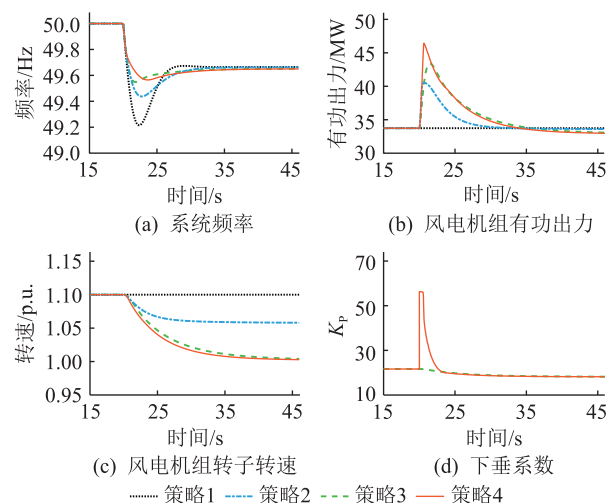 50.0
49.8
49.6
49.4
49.2
49.0
频率/Hz
15 25 35 45
时间/s
(a) 系统频率
50
45
40
35
30
有功出力/MW
15 25 35 45
时间/s
(b) 风电机组有功出力
1.15
1.10
1.05
1.00
0.95
转速/p.u.
15 25 35 45
时间/s
(c) 风电机组转子转速
70
50
30
10
KP
15 25 35 45
时间/s
(d) 下垂系数
策略1 策略2 策略3 策略4